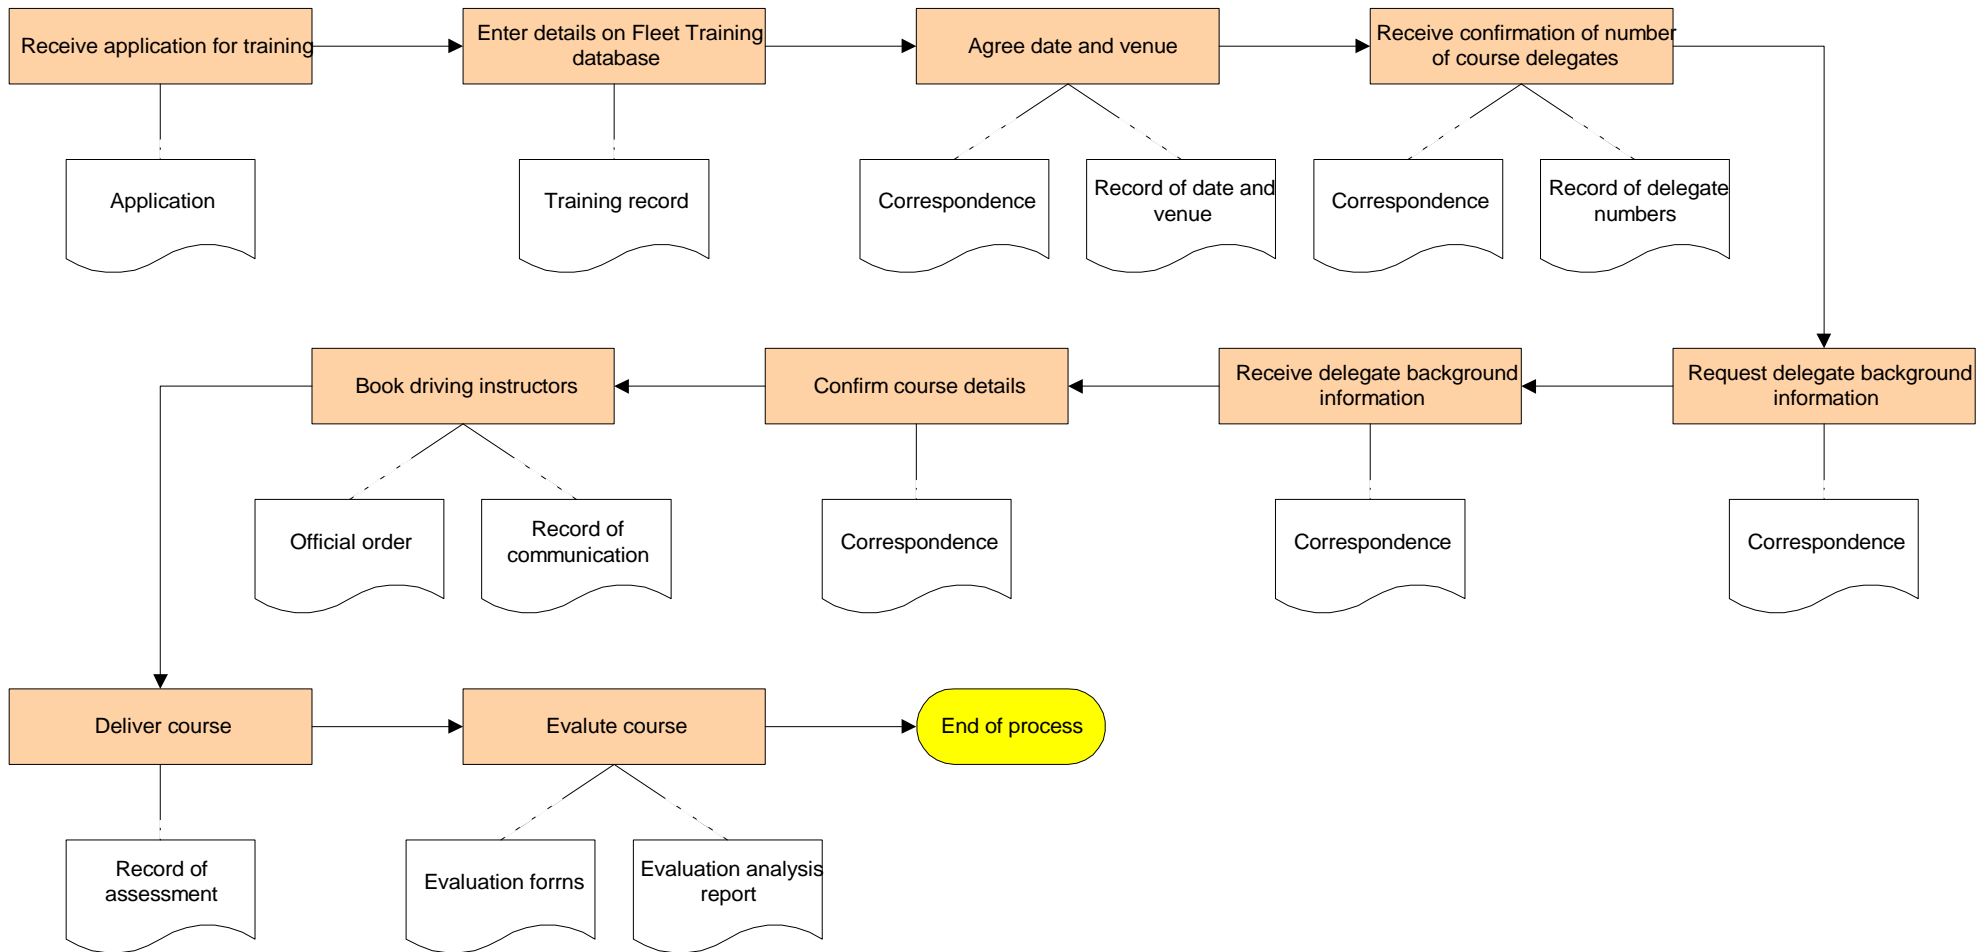 Receive application for training
Enter details on Fleet Training
database
Agree date and venue
Receive confirmation of number
of course delegates
Application
Training record
Correspondence
Record of date and
venue
Correspondence
Record of delegate
numbers
Book driving instructors
Confirm course details
Receive delegate background
information
Request delegate background
information
Official order
Record of
communication
Correspondence
Correspondence
Correspondence
Deliver course
Evalute course
End of process
Record of
assessment
Evaluation forrns
Evaluation analysis
report